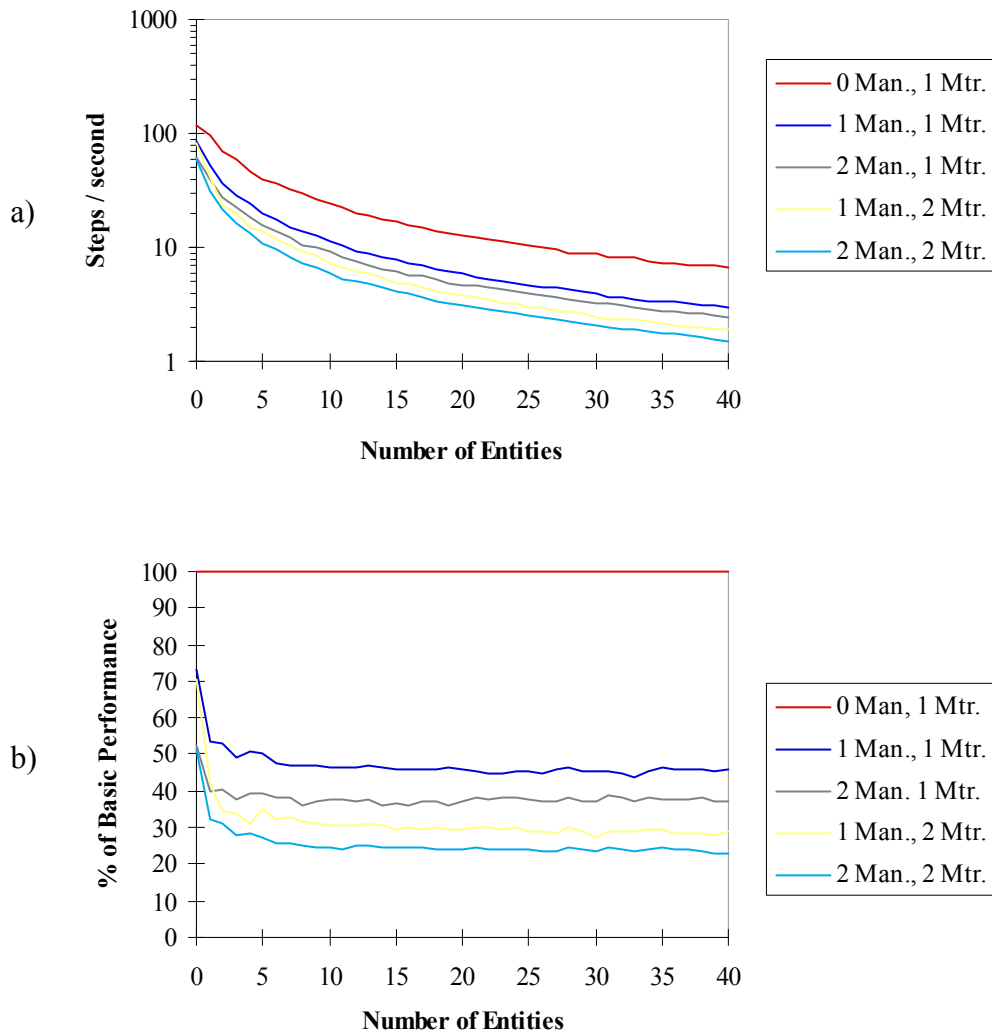 a)
Steps / second
1000
100
10
1
0 5 10 15 20 25 30 35 40
Number of Entities
0 Man., 1 Mtr.
1 Man., 1 Mtr.
2 Man., 1 Mtr.
1 Man., 2 Mtr.
2 Man., 2 Mtr.
b)
% of Basic Performance
100
90
80
70
60
50
40
30
20
10
0
0 5 10 15 20 25 30 35 40
Number of Entities
0 Man, 1 Mtr.
1 Man., 1 Mtr.
2 Man. 1 Mtr.
1 Man., 2 Mtr.
2 Man., 2 Mtr.